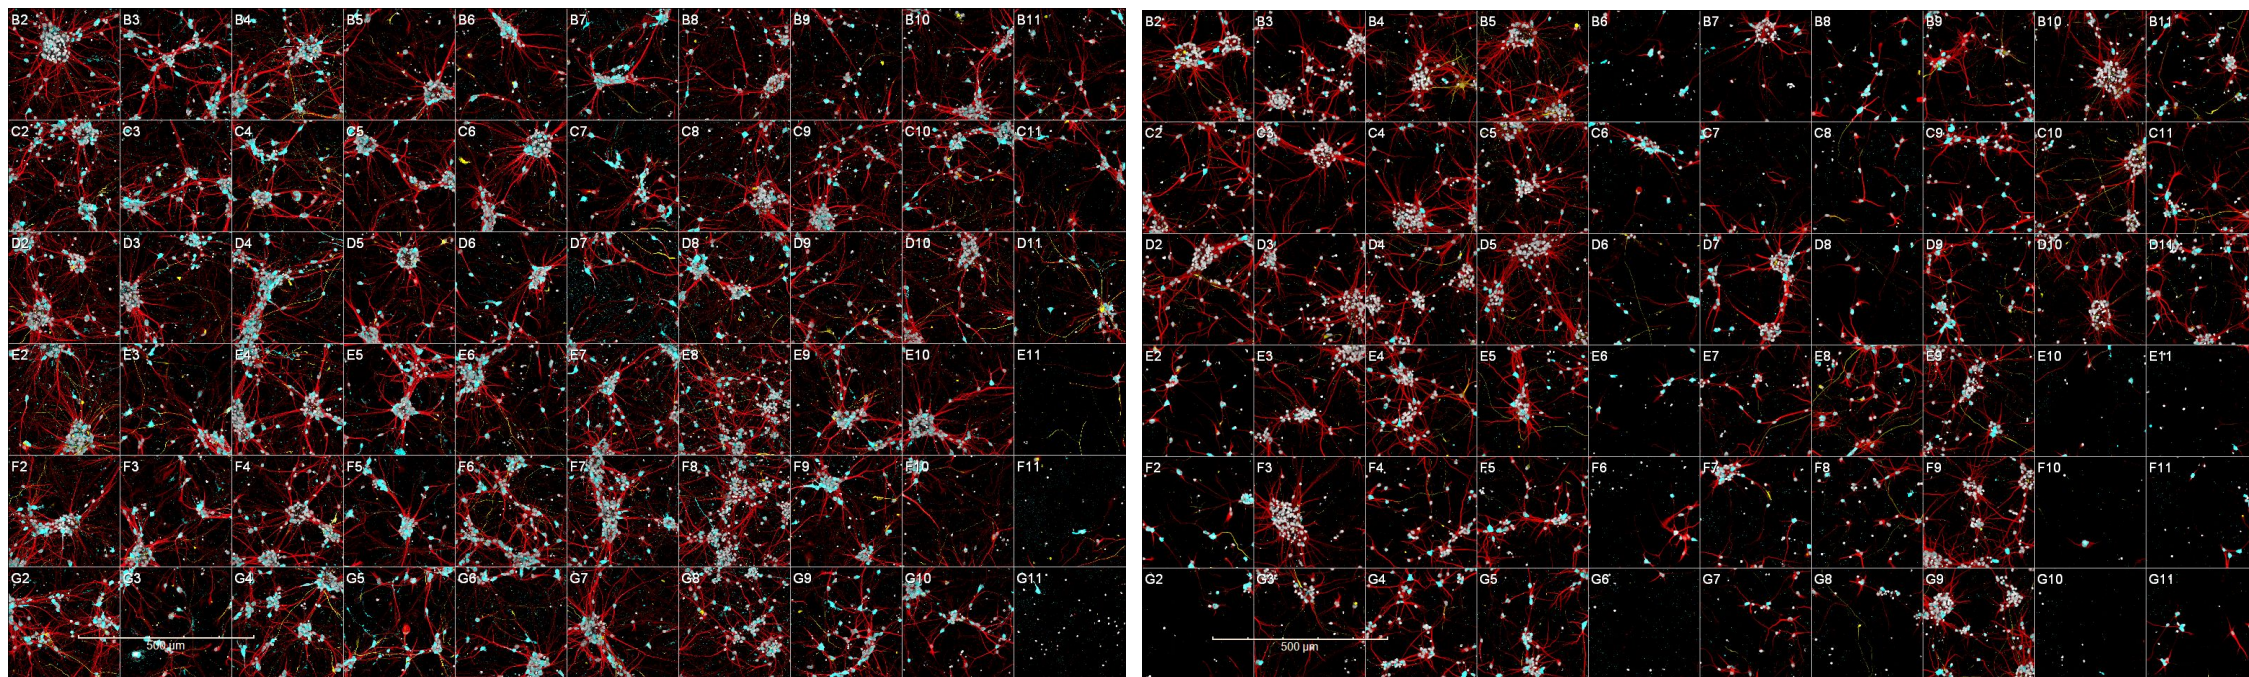 B2 B3 B4 B5 B6 B7 B8 B9 B10 B11
C2 C3 C4 C5 C6 C7 C8 C9 C10 C11
D2 D3 D4 D5 D6 D7 D8 D9 D10 D11
E2 E3 E4 E5 E6 E7 E8 E9 E10 E11
F2 F3 F4 F5 F6 F7 F8 F9 F10 F11
G2 G3 G4 G5 G6 G7 G8 G9 G10 G11
500 µm
B2 B3 B4 B5 B6 B7 B8 B9 B10 B11
C2 C3 C4 C5 C6 C7 C8 C9 C10 C11
D2 D3 D4 D5 D6 D7 D8 D9 D10 D11
E2 E3 E4 E5 E6 E7 E8 E9 E10 E11
F2 F3 F4 F5 F6 F7 F8 F9 F10 F11
G2 G3 G4 G5 G6 G7 G8 G9 G10 G11
500 µm